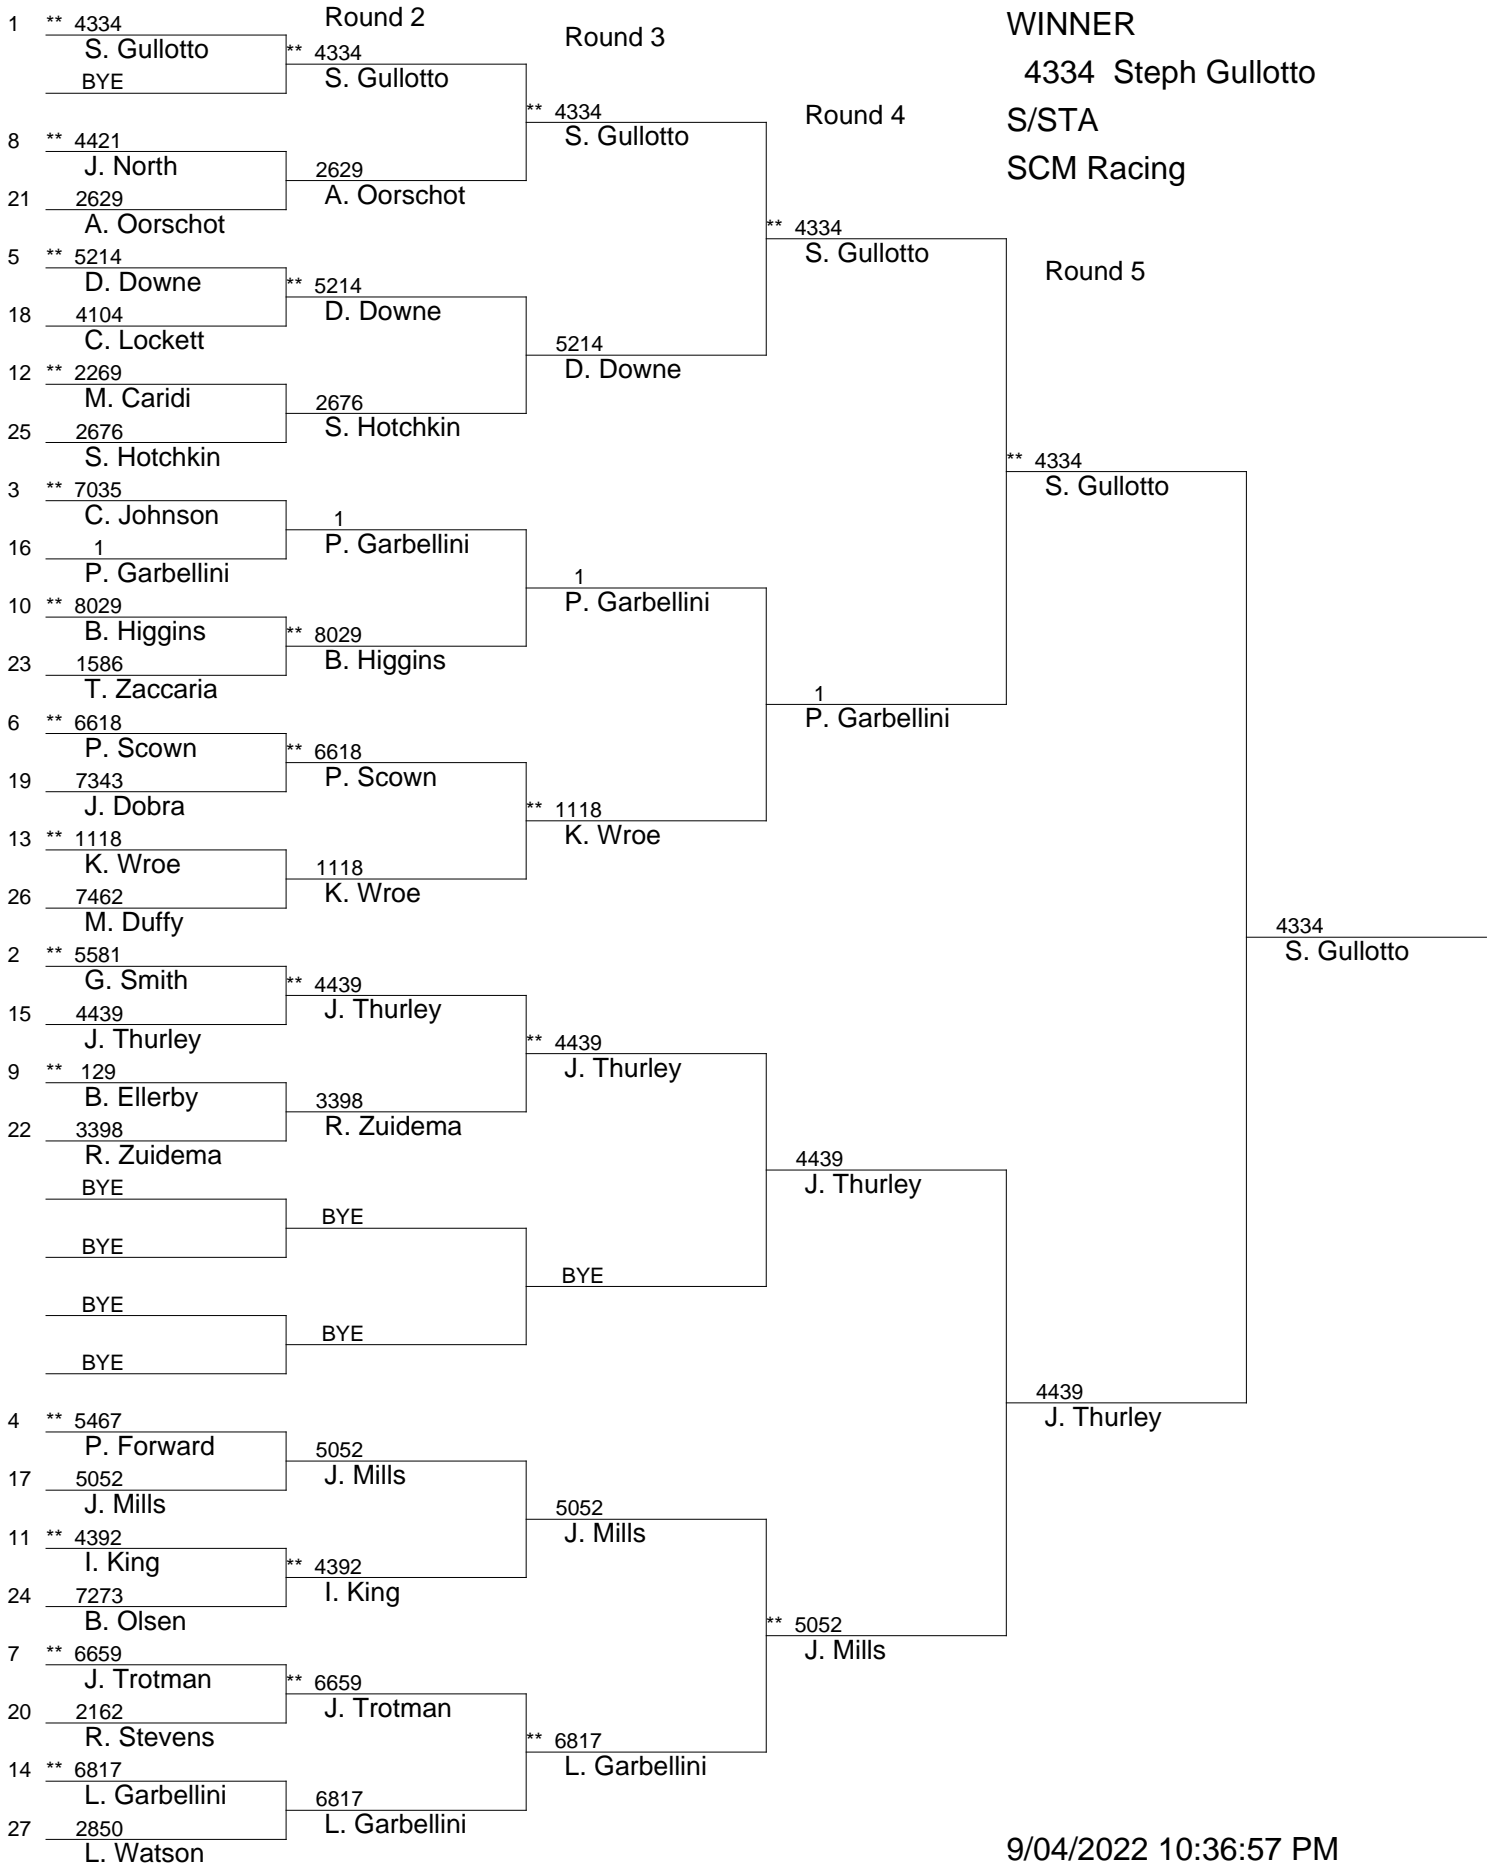 Round 2
Round 3
Round 4
Round 5
WINNER
4334 Steph Gullotto
S/STA
SCM Racing
1 ** 4334
S. Gullotto
BYE
8 ** 4421
J. North
21 2629
A. Oorschot
5 ** 5214
D. Downe
18 4104
C. Lockett
12 ** 2269
M. Caridi
25 2676
S. Hotchkin
3 ** 7035
C. Johnson
16 1
P. Garbellini
10 ** 8029
B. Higgins
23 1586
T. Zaccaria
6 ** 6618
P. Scown
19 7343
J. Dobra
13 ** 1118
K. Wroe
26 7462
M. Duffy
2 ** 5581
G. Smith
15 4439
J. Thurley
9 ** 129
B. Ellerby
22 3398
R. Zuidema
BYE
BYE
BYE
BYE
4 ** 5467
P. Forward
17 5052
J. Mills
11 ** 4392
I. King
24 7273
B. Olsen
7 ** 6659
J. Trotman
20 2162
R. Stevens
14 ** 6817
L. Garbellini
27 2850
L. Watson
** 4334
S. Gullotto
2629
A. Oorschot
** 5214
D. Downe
2676
S. Hotchkin
1
P. Garbellini
** 8029
B. Higgins
** 6618
P. Scown
1118
K. Wroe
** 4439
J. Thurley
3398
R. Zuidema
BYE
BYE
5052
J. Mills
** 4392
I. King
** 6659
J. Trotman
6817
L. Garbellini
** 4334
S. Gullotto
5214
D. Downe
1
P. Garbellini
** 1118
K. Wroe
** 4439
J. Thurley
BYE
5052
J. Mills
** 6817
L. Garbellini
** 4334
S. Gullotto
1
P. Garbellini
4439
J. Thurley
** 5052
J. Mills
** 4334
S. Gullotto
4439
J. Thurley
4334
S. Gullotto
9/04/2022 10:36:57 PM